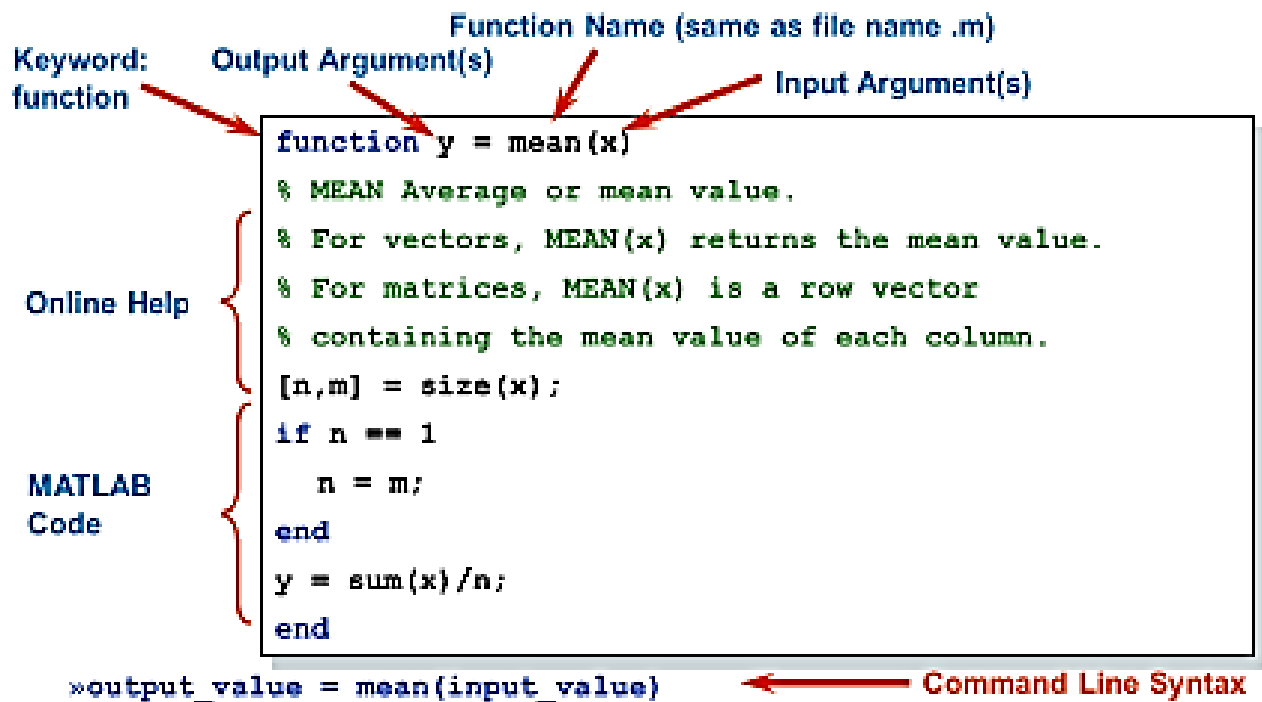 Function Name (same as file name .m)
Keyword:
function
Output Argument(s)
Input Argument(s)
function y = mean(x)
% MEAN Average or mean value.
% For vectors, MEAN(x) returns the mean value.
% For matrices, MEAN(x) is a row vector
% containing the mean value of each column.
Online Help
[n,m] = size(x);
if n == 1
n = m;
end
y = sum(x)/n;
end
MATLAB
Code
»output_value = mean(input_value)
Command Line Syntax